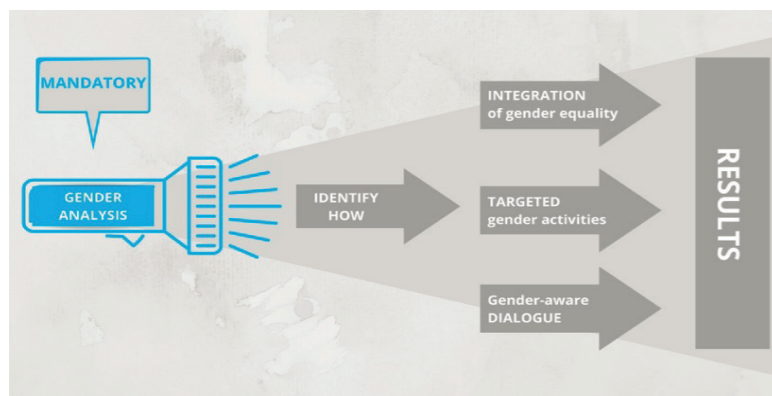 MANDATORY
GENDER
ANALYSIS
IDENTIFY
HOW
INTEGRATION
of gender equality
TARGETED
gender activities
Gender-aware
DIALOGUE
RESULTS